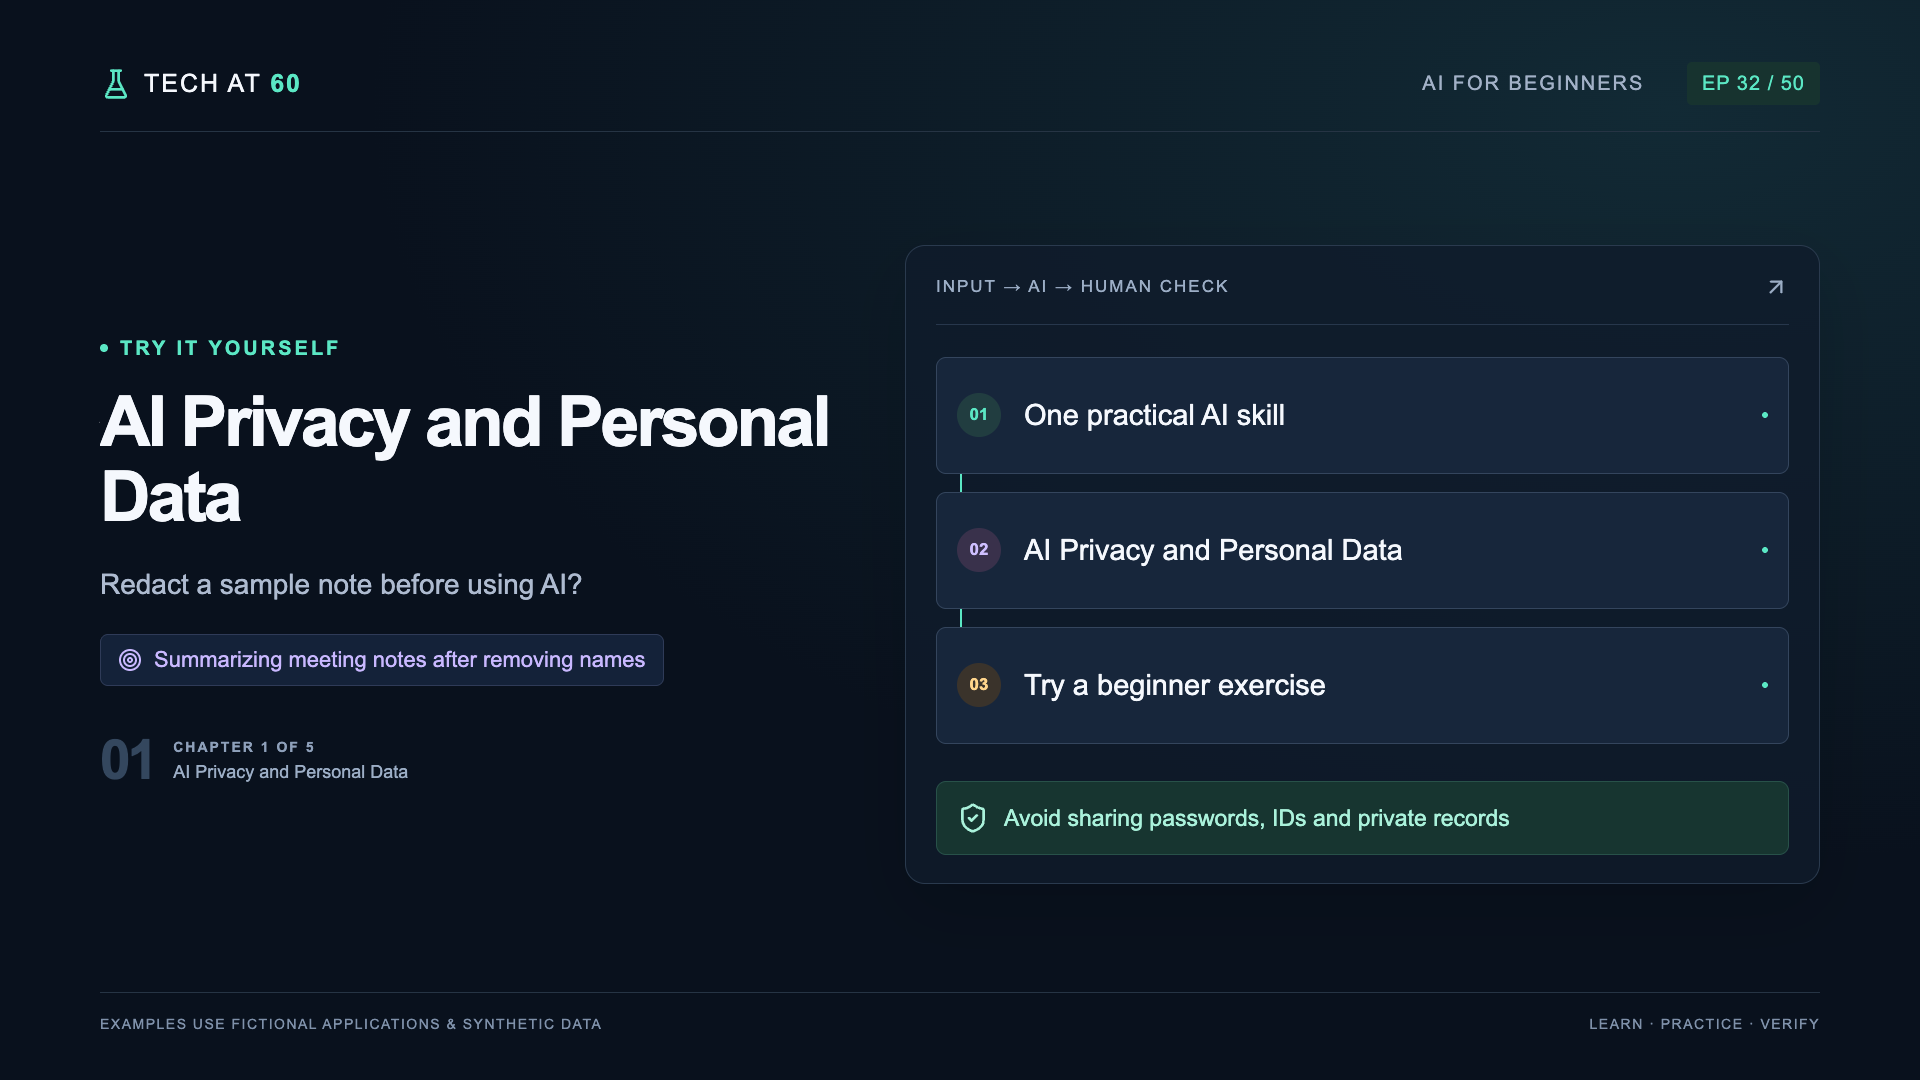 TECH AT 60
AI FOR BEGINNERS
EP 32 / 50
TRY IT YOURSELF
AI Privacy and Personal
Data
Redact a sample note before using AI?
Summarizing meeting notes after removing names
01
CHAPTER 1 OF 5
AI Privacy and Personal Data
INPUT → AI → HUMAN CHECK
01 One practical AI skill
02 AI Privacy and Personal Data
03 Try a beginner exercise
Avoid sharing passwords, IDs and private records
EXAMPLES USE FICTIONAL APPLICATIONS & SYNTHETIC DATA
LEARN · PRACTICE · VERIFY